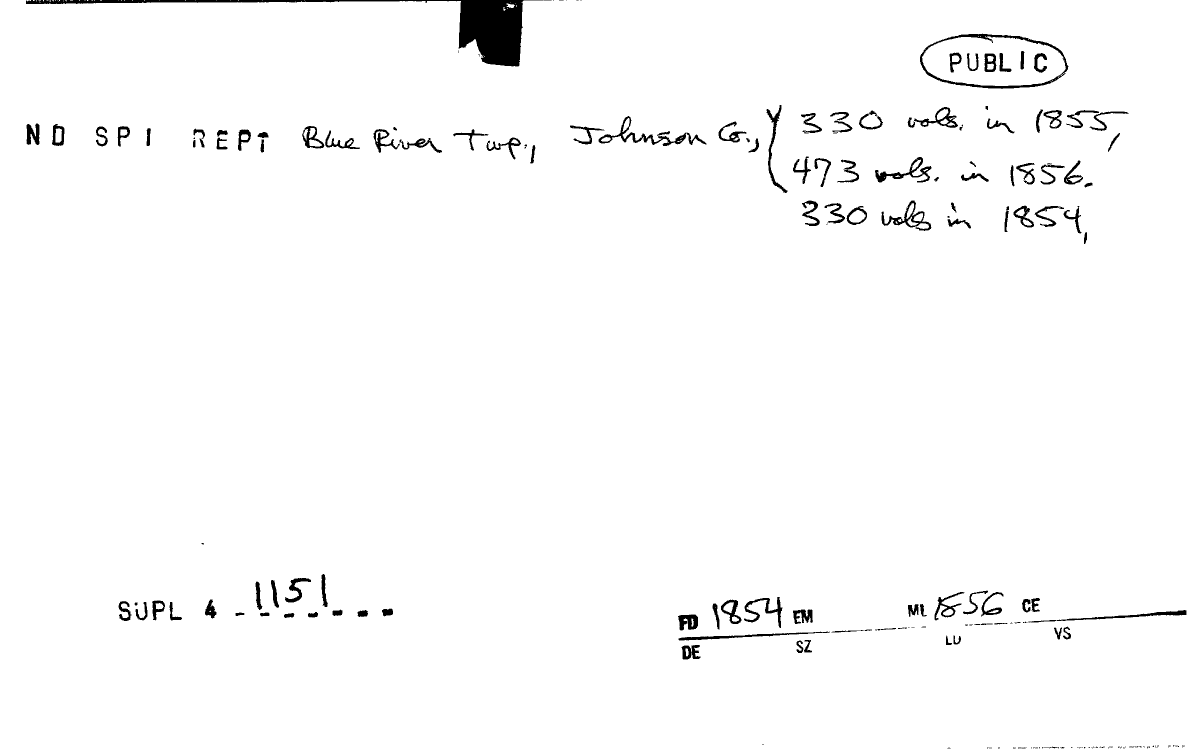 PUBLIC
ND SPI REPT Blue River Twp., Johnson Co., 330 vols. in 1855,
473 vols. in 1856.
330 vols in 1854,
SUPL 4 - 1151
FD 1854 EM ML 1856 CE
DE SZ LU VS